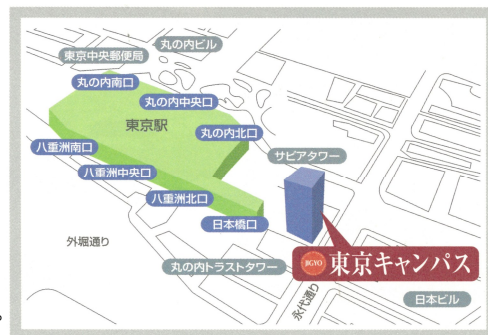 丸の内ビル
東京中央郵便局
丸の内南口
丸の内中央口
東京駅
丸の内北口
八重洲南口
サピアタワー
八重洲中央口
八重洲北口
日本橋口
外堀通り
東京キャンパス
丸の内トラストタワー
永代通り
日本ビル